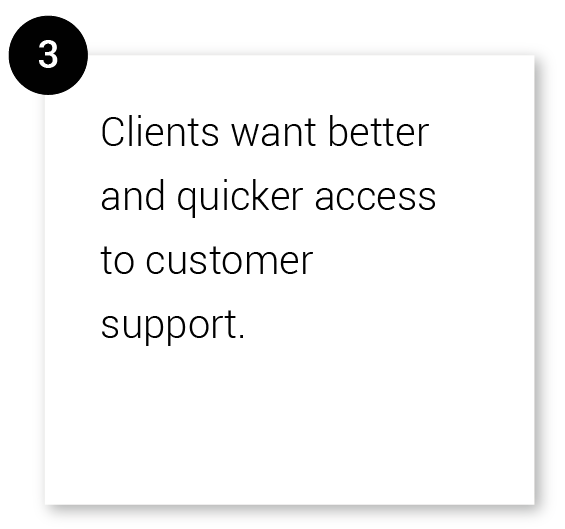 3
Clients want better
and quicker access
to customer
support.